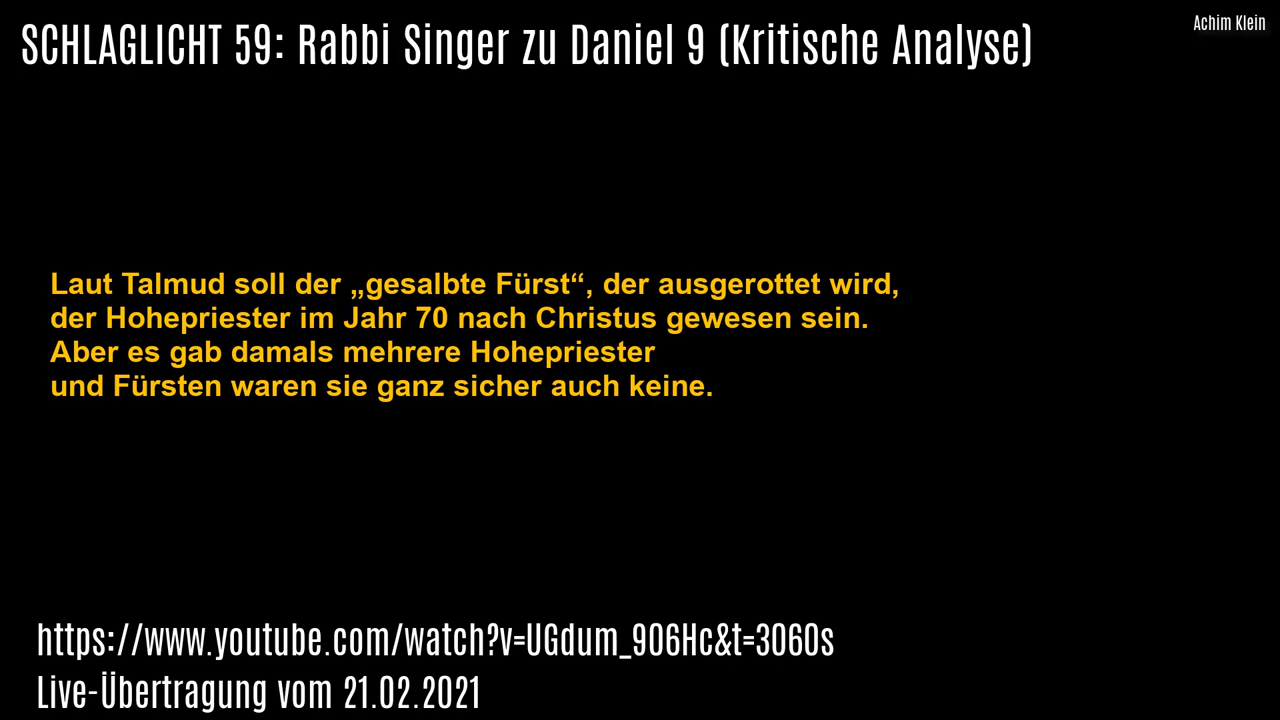 SCHLAGLICHT 59: Rabbi Singer zu Daniel 9 (Kritische Analyse)
Achim Klein
Laut Talmud soll der „gesalbte Fürst“, der ausgerottet wird,
der Hohepriester im Jahr 70 nach Christus gewesen sein.
Aber es gab damals mehrere Hohepriester
und Fürsten waren sie ganz sicher auch keine.
https://www.youtube.com/watch?v=UGdum_906Hc&t=3060s
Live-Übertragung vom 21.02.2021